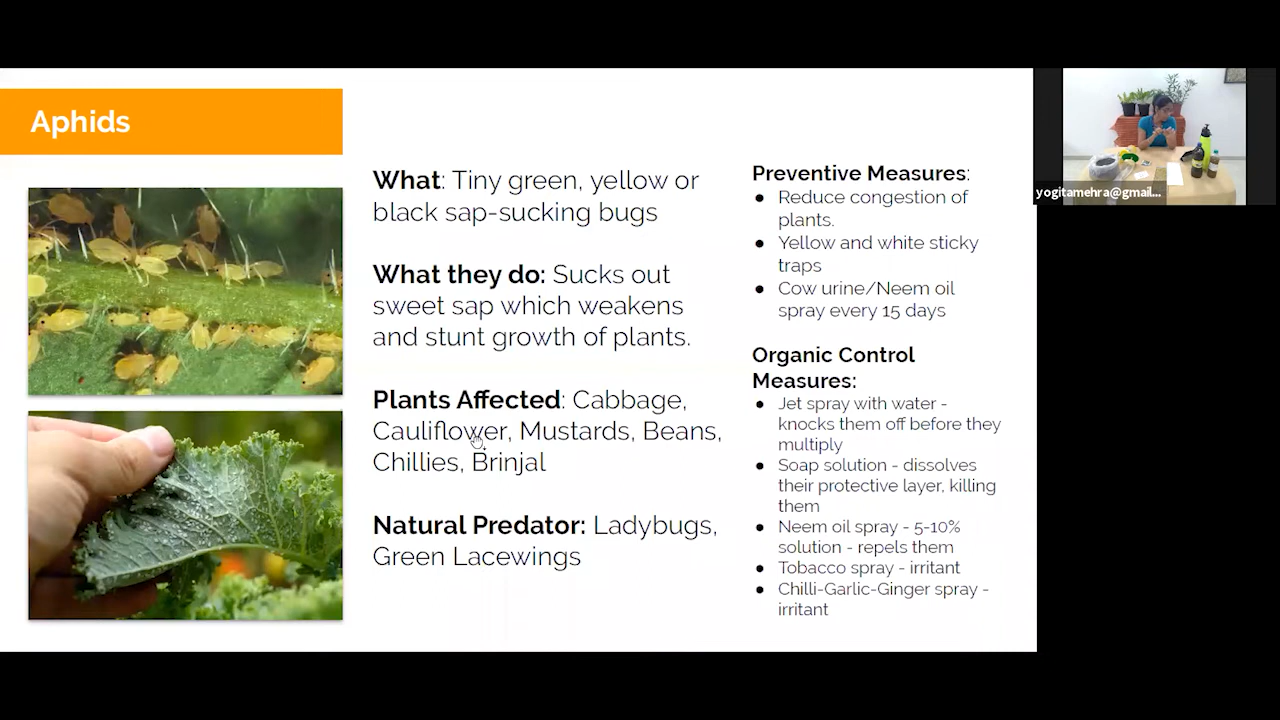 Aphids
What: Tiny green, yellow or
black sap-sucking bugs
What they do: Sucks out
sweet sap which weakens
and stunt growth of plants.
Plants Affected: Cabbage,
Cauliflower, Mustards, Beans,
Chillies, Brinjal
Natural Predator: Ladybugs,
Green Lacewings
Preventive Measures:
● Reduce congestion of
plants.
● Yellow and white sticky
traps
● Cow urine/Neem oil
spray every 15 days
Organic Control
Measures:
● Jet spray with water -
knocks them off before they
multiply
● Soap solution - dissolves
their protective layer, killing
them
● Neem oil spray - 5-10%
solution - repels them
● Tobacco spray - irritant
● Chilli-Garlic-Ginger spray -
irritant
yogitamehra@gmail...